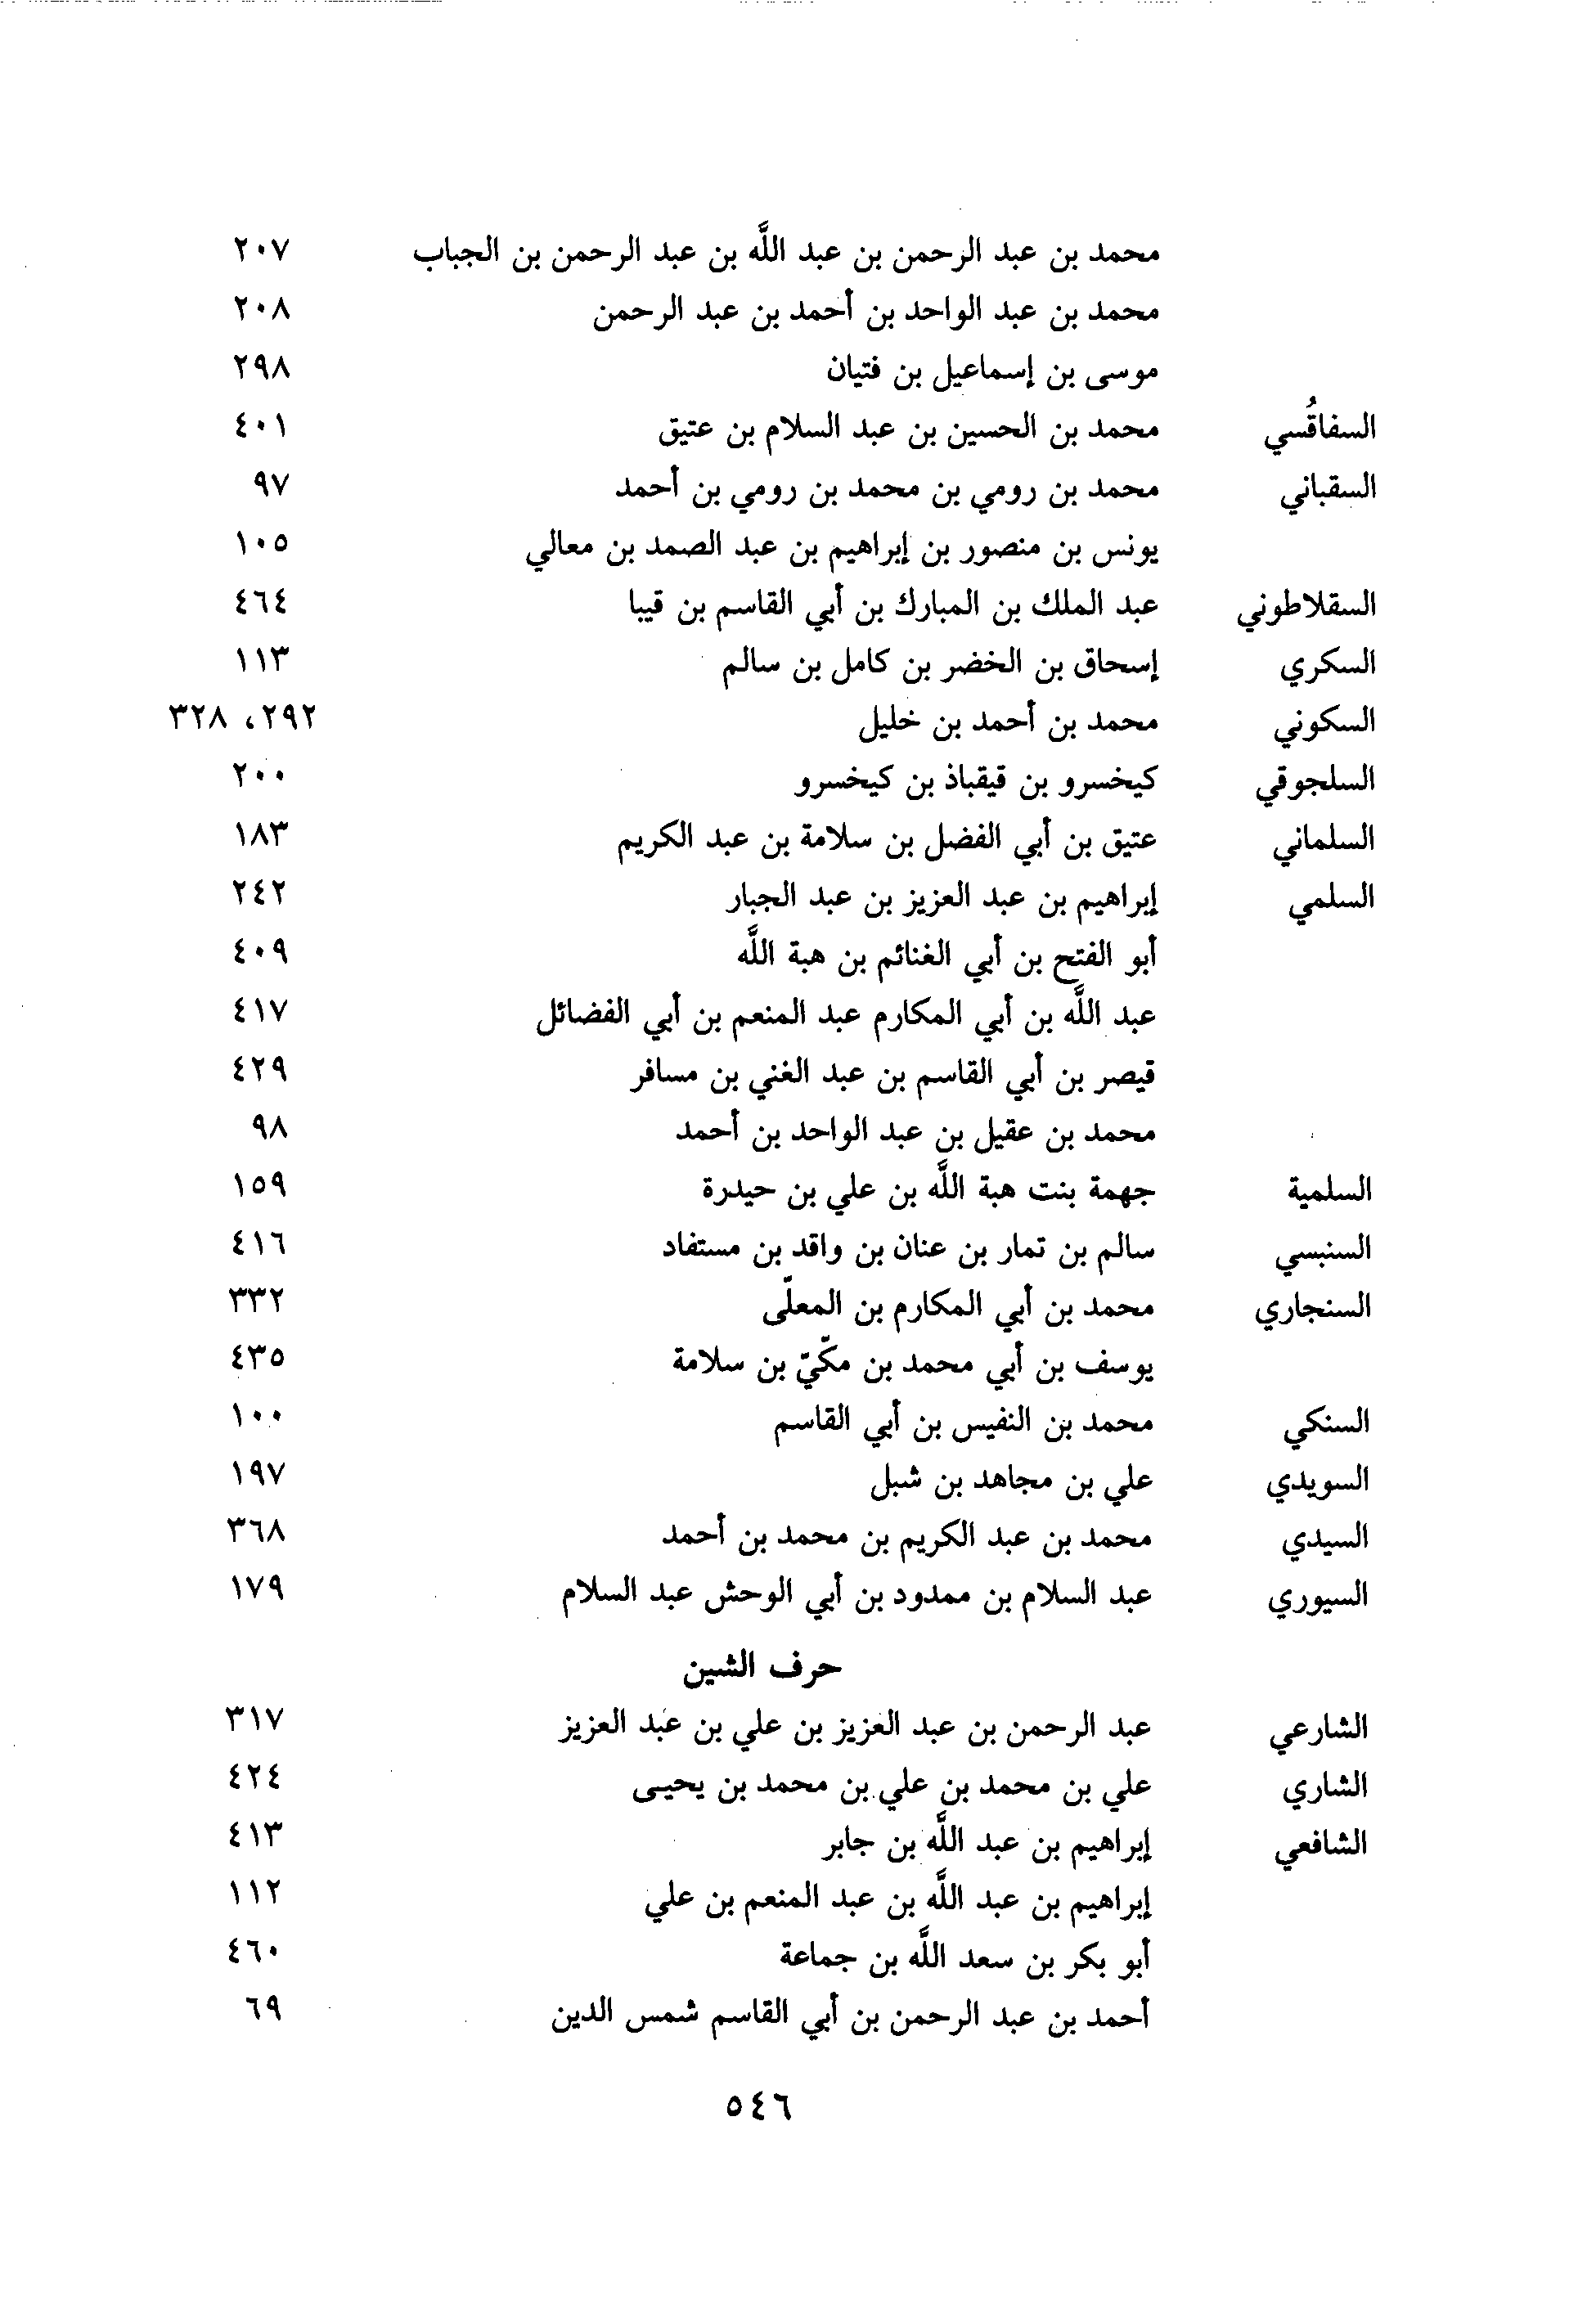 محمد بن عبد الرحمن بن عبد اللَّه بن عبد الرحمن بن الجباب ٢٠٧
محمد بن عبد الواحد بن أحمد بن عبد الرحمن ٢٠٨
موسى بن إسماعيل بن فتيان ٢٩٨
السفاقُسي محمد بن الحسين بن عبد السلام بن عتيق ٤٠١
السقباني محمد بن رومي بن محمد بن رومي بن أحمد ٩٧
يونس بن منصور بن إبراهيم بن عبد الصمد بن معالي ١٠٥
السقلاطوني عبد الملك بن المبارك بن أبي القاسم بن قيبا ٤٦٤
السكري إسحاق بن الخضر بن كامل بن سالم ١١٣
السكوني محمد بن أحمد بن خليل ٢٩٢، ٣٢٨
السلجوقي كيخسرو بن قيقباذ بن كيخسرو ٢٠٠
السلماني عتيق بن أبي الفضل بن سلامة بن عبد الكريم ١٨٣
السلمي إبراهيم بن عبد العزيز بن عبد الجبار ٢٤٢
أبو الفتح بن أبي الغنائم بن هبة اللَّه ٤٠٩
عبد اللَّه بن أبي المكارم عبد المنعم بن أبي الفضائل ٤١٧
قيصر بن أبي القاسم بن عبد الغني بن مسافر ٤٢٩
محمد بن عقيل بن عبد الواحد بن أحمد ٩٨
السلمية جهمة بنت هبة اللَّه بن علي بن حيدرة ١٥٩
السنبسي سالم بن تمار بن عنان بن واقد بن مستفاد ٤١٦
السنجاري محمد بن أبي المكارم بن المعلّى ٣٣٢
يوسف بن أبي محمد بن مكّيّ بن سلامة ٤٣٥
السنكي محمد بن النفيس بن أبي القاسم ١٠٠
السويدي علي بن مجاهد بن شبل ١٩٧
السيدي محمد بن عبد الكريم بن محمد بن أحمد ٣٦٨
السيوري عبد السلام بن ممدود بن أبي الوحش عبد السلام ١٧٩
حرف الشين
الشارعي عبد الرحمن بن عبد العزيز بن علي بن عبد العزيز ٣١٧
الشاري علي بن محمد بن علي بن محمد بن يحيى ٤٢٤
الشافعي إبراهيم بن عبد اللَّه بن جابر ٤١٣
إبراهيم بن عبد اللَّه بن عبد المنعم بن علي ١١٢
أبو بكر بن سعد اللَّه بن جماعة ٤٦٠
أحمد بن عبد الرحمن بن أبي القاسم شمس الدين ٦٩
٥٤٦